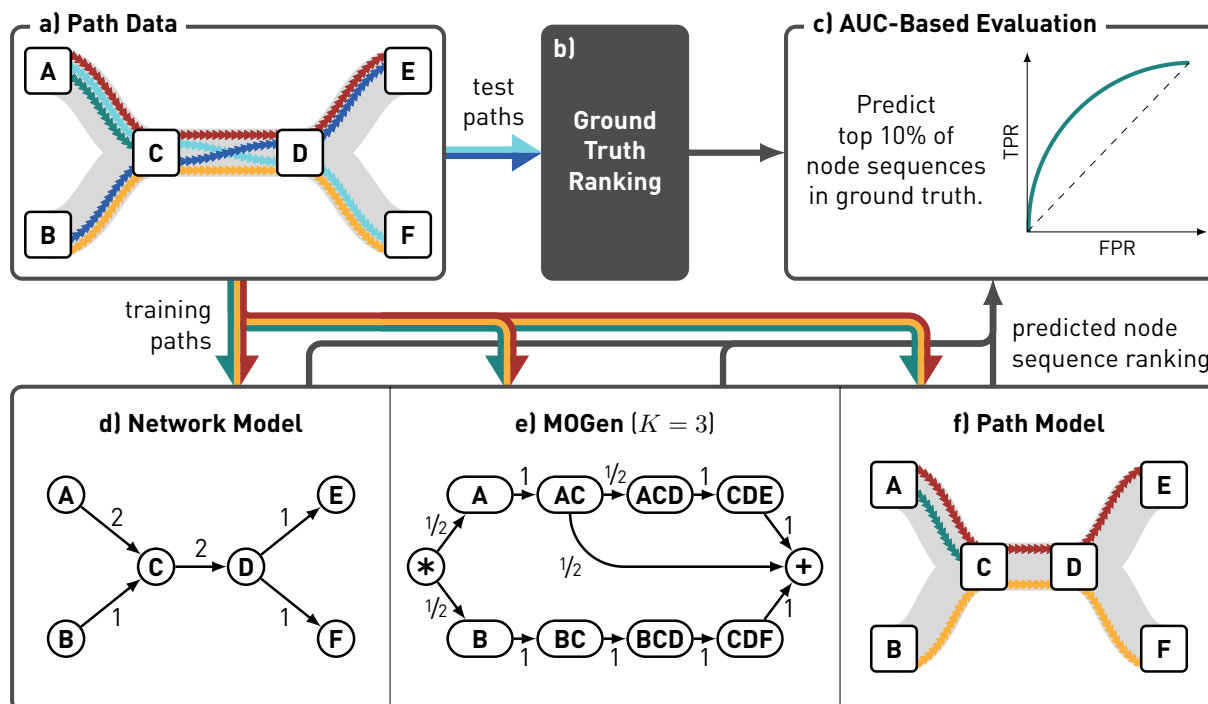 a) Path Data
A
B
C
D
E
F
test
paths
b)
Ground
Truth
Ranking
c) AUC-Based Evaluation
Predict
top 10% of
node sequences
in ground truth.
TPR
FPR
training
paths
predicted node
sequence ranking
d) Network Model
A
B
C
D
E
F
2
1
2
1
1
e) MOGen (K = 3)
*
1/2
1/2
A
1
AC
1/2
ACD
1
CDE
1
1/2
+
B
1
BC
1
BCD
1
CDF
1
f) Path Model
A
B
C
D
E
F